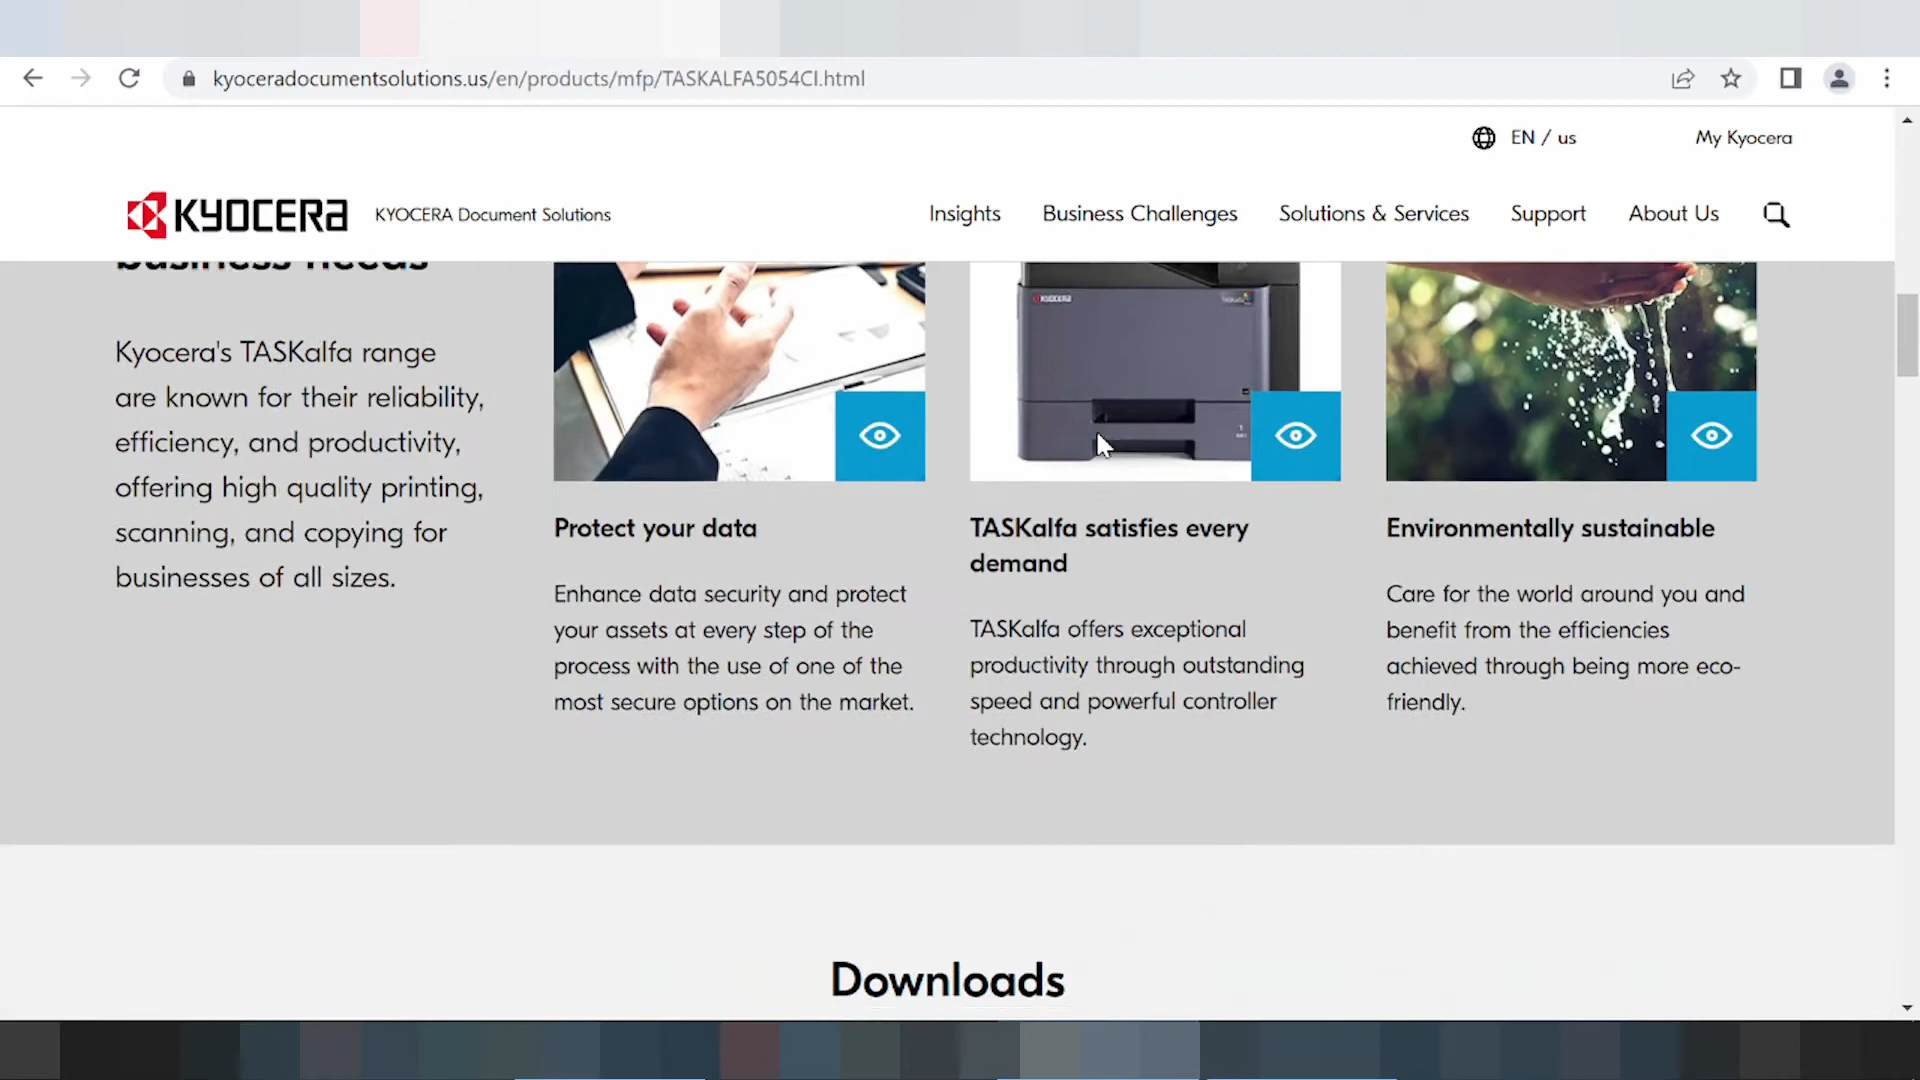 kyoceradocumentsolutions.us/en/products/mfp/TASKALFA5054CI.html
EN / us
My Kyocera
KYOCERA
KYOCERA Document Solutions
Insights
Business Challenges
Solutions & Services
Support
About Us
business needs
Kyocera's TASKalfa range
are known for their reliability,
efficiency, and productivity,
offering high quality printing,
scanning, and copying for
businesses of all sizes.
KYOCERA
Protect your data
Enhance data security and protect
your assets at every step of the
process with the use of one of the
most secure options on the market.
TASKalfa satisfies every
demand
TASKalfa offers exceptional
productivity through outstanding
speed and powerful controller
technology.
Environmentally sustainable
Care for the world around you and
benefit from the efficiencies
achieved through being more eco-
friendly.
Downloads